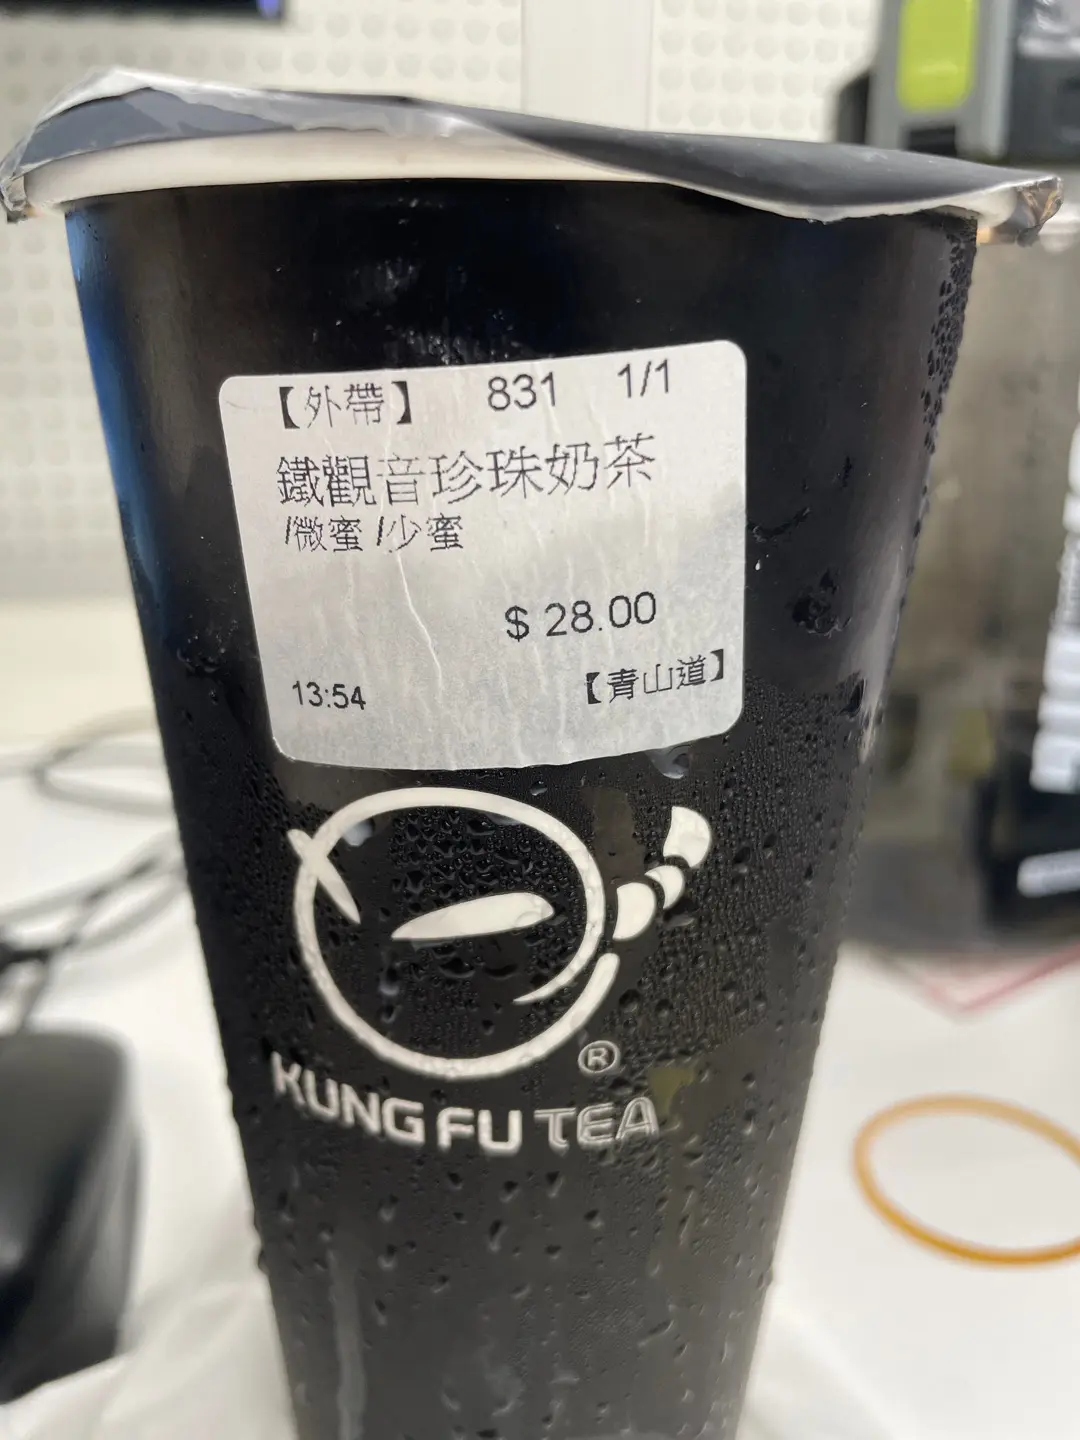 【外帶】 831 1/1
鐵觀音珍珠奶茶
/微蜜 /少蜜
$ 28.00
13:54 【青山道】
®
KUNG FU TEA